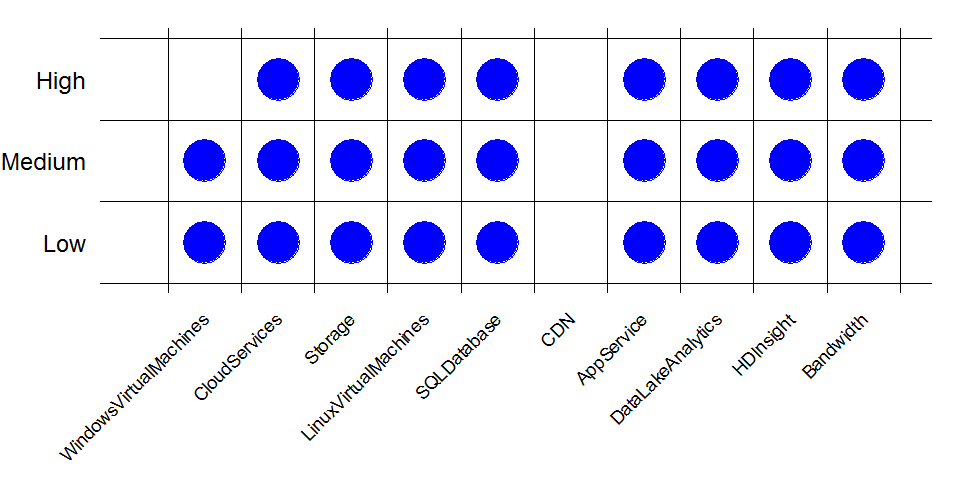 High
Medium
Low
WindowsVirtualMachines
CloudServices
Storage
LinuxVirtualMachines
SQLDatabase
CDN
AppService
DataLakeAnalytics
HDInsight
Bandwidth